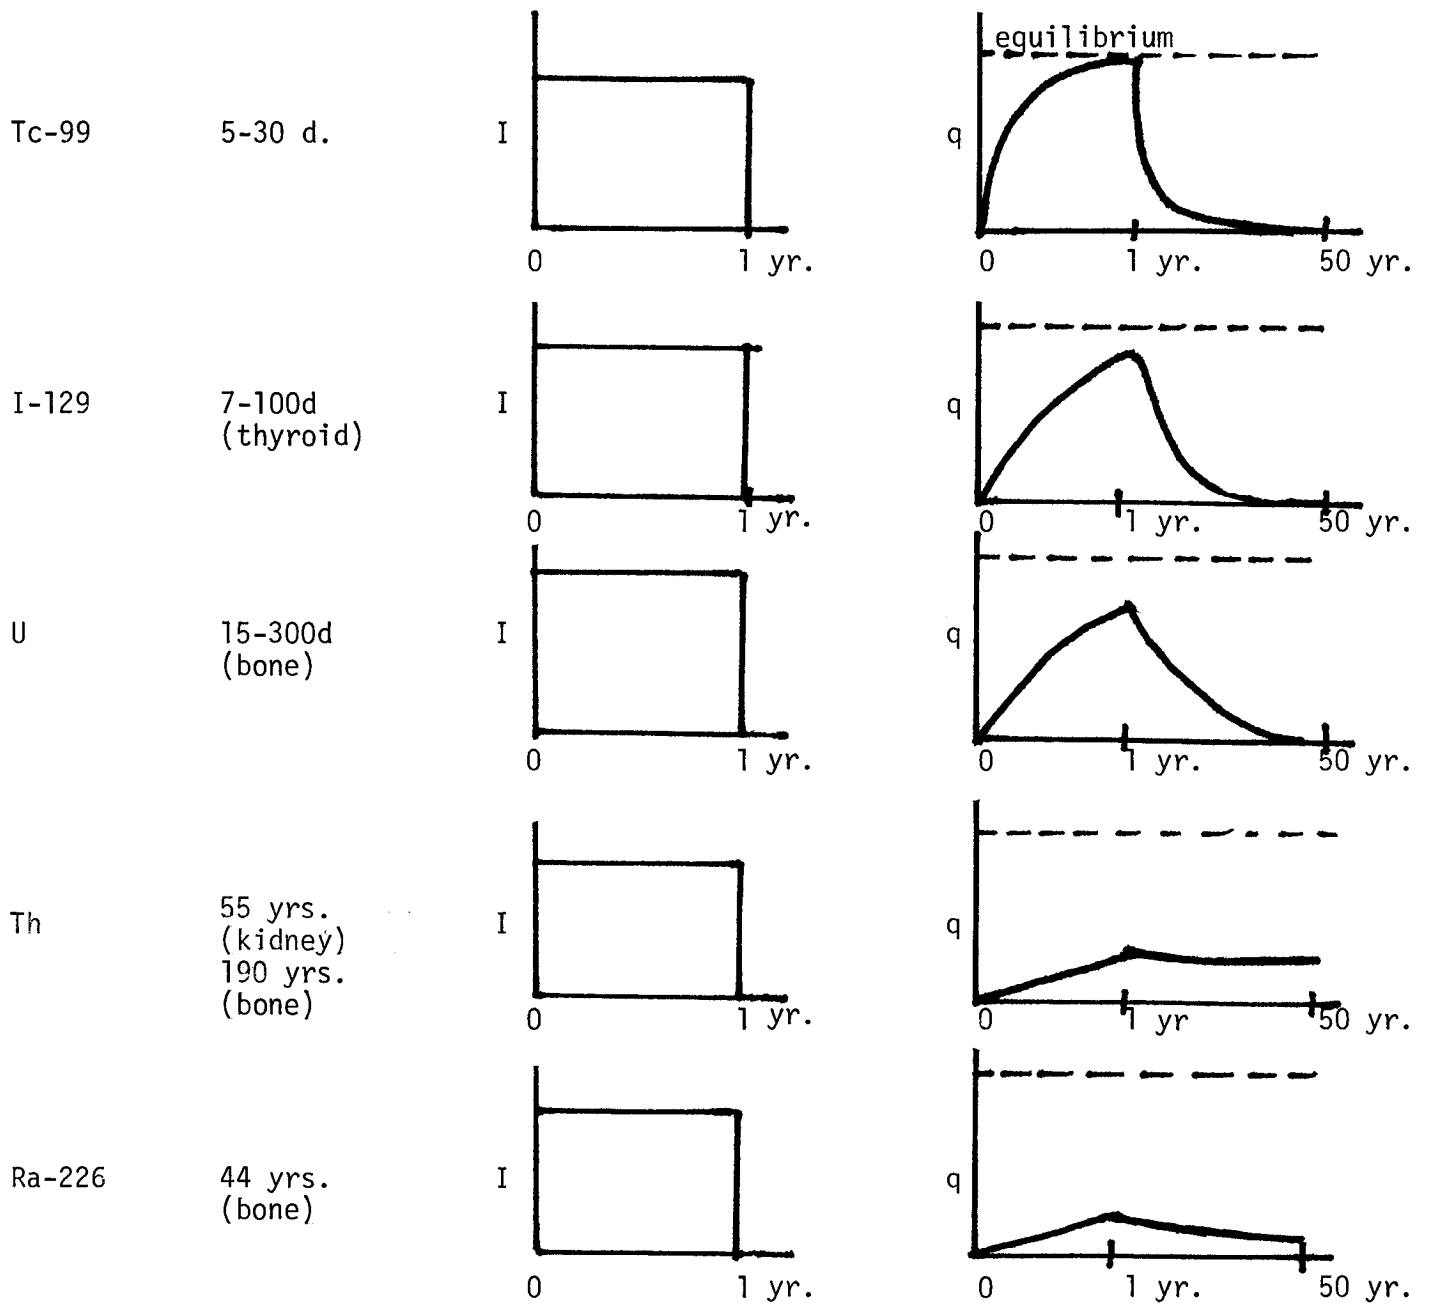 equilibrium
Tc-99 5-30 d. I q
0 1 yr. 0 1 yr. 50 yr.
I-129 7-100d I q
(thyroid)
0 1 yr. 0 1 yr. 50 yr.
U 15-300d I q
(bone)
0 1 yr. 0 1 yr. 50 yr.
55 yrs.
Th I q
(kidney)
190 yrs.
(bone)
0 1 yr. 0 1 yr 50 yr.
Ra-226 44 yrs. I q
(bone)
0 1 yr. 0 1 yr. 50 yr.